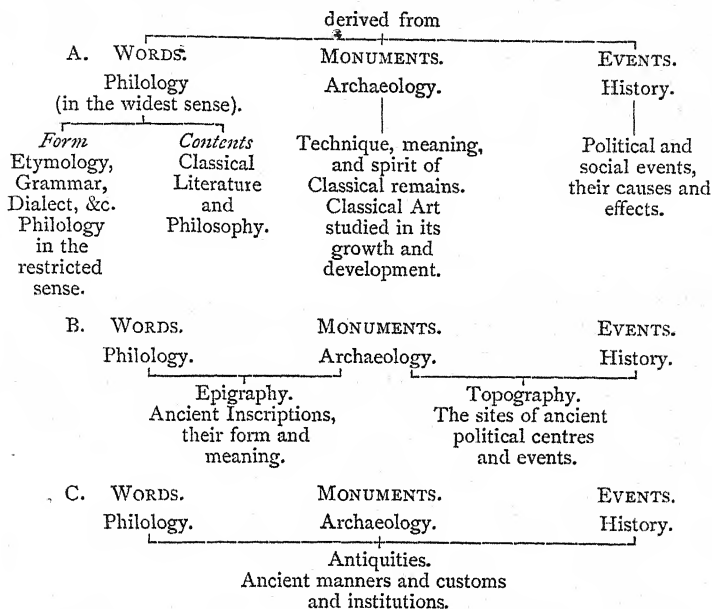 derived from
A. WORDS. MONUMENTS. EVENTS.
Philology Archaeology. History.
(in the widest sense).
Form Contents Technique, meaning, Political and
Etymology, Classical and spirit of social events,
Grammar, Literature Classical remains. their causes and
Dialect, &c. and Classical Art effects.
Philology Philosophy. studied in its
in the growth and
restricted development.
sense.
B. WORDS. MONUMENTS. EVENTS.
Philology. Archaeology. History.
Epigraphy. Topography.
Ancient Inscriptions, The sites of ancient
their form and political centres
meaning. and events.
C. WORDS. MONUMENTS. EVENTS.
Philology. Archaeology. History.
Antiquities.
Ancient manners and customs
and institutions.